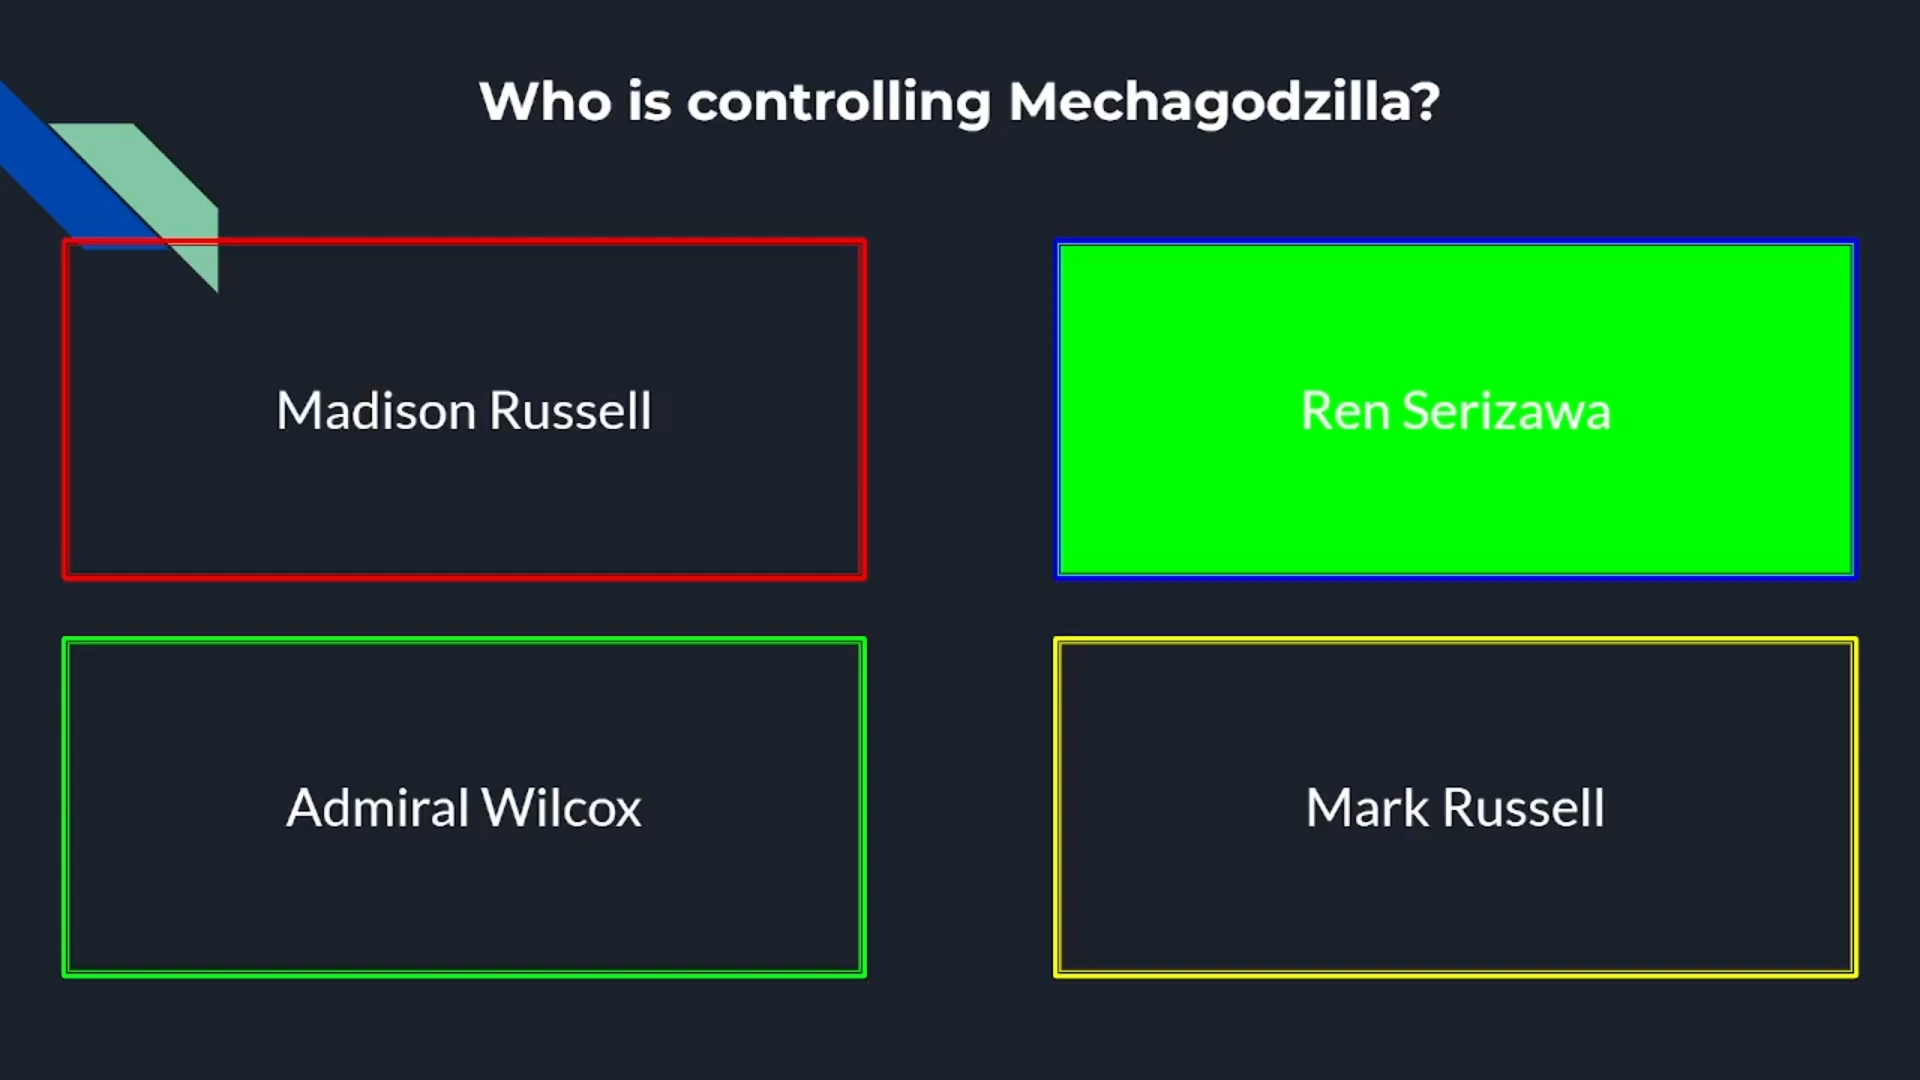 Who is controlling Mechagodzilla?
Madison Russell
Ren Serizawa
Admiral Wilcox
Mark Russell